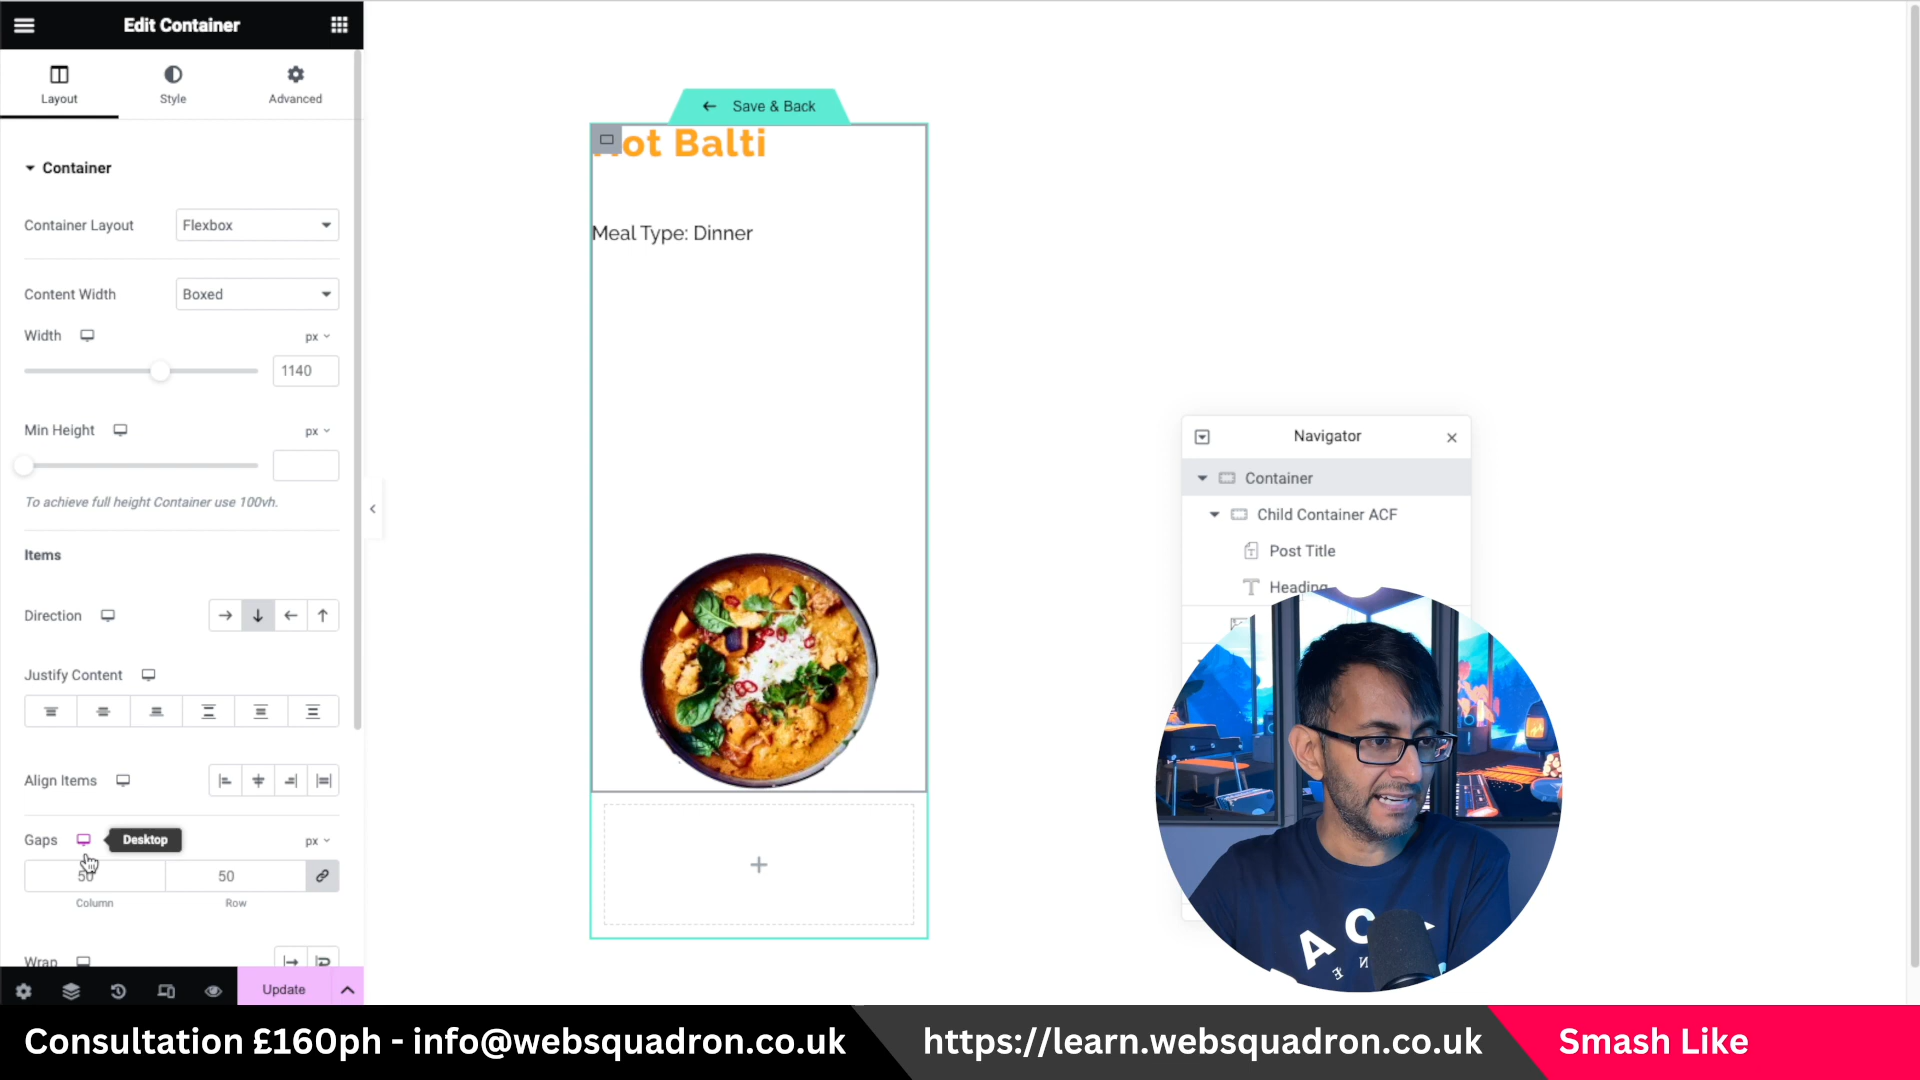 Edit Container
Layout
Style
Advanced
Container
Container Layout
Flexbox
Content Width
Boxed
Width
px
1140
Min Height
px
To achieve full height Container use 100vh.
Items
Direction
Justify Content
Align Items
Gaps
Desktop
px
50
50
Column
Row
Wrap
Update
Save & Back
ot Balti
Meal Type: Dinner
Navigator
Container
Child Container ACF
Post Title
Heading
Consultation £160ph - info@websquadron.co.uk
https://learn.websquadron.co.uk
Smash Like